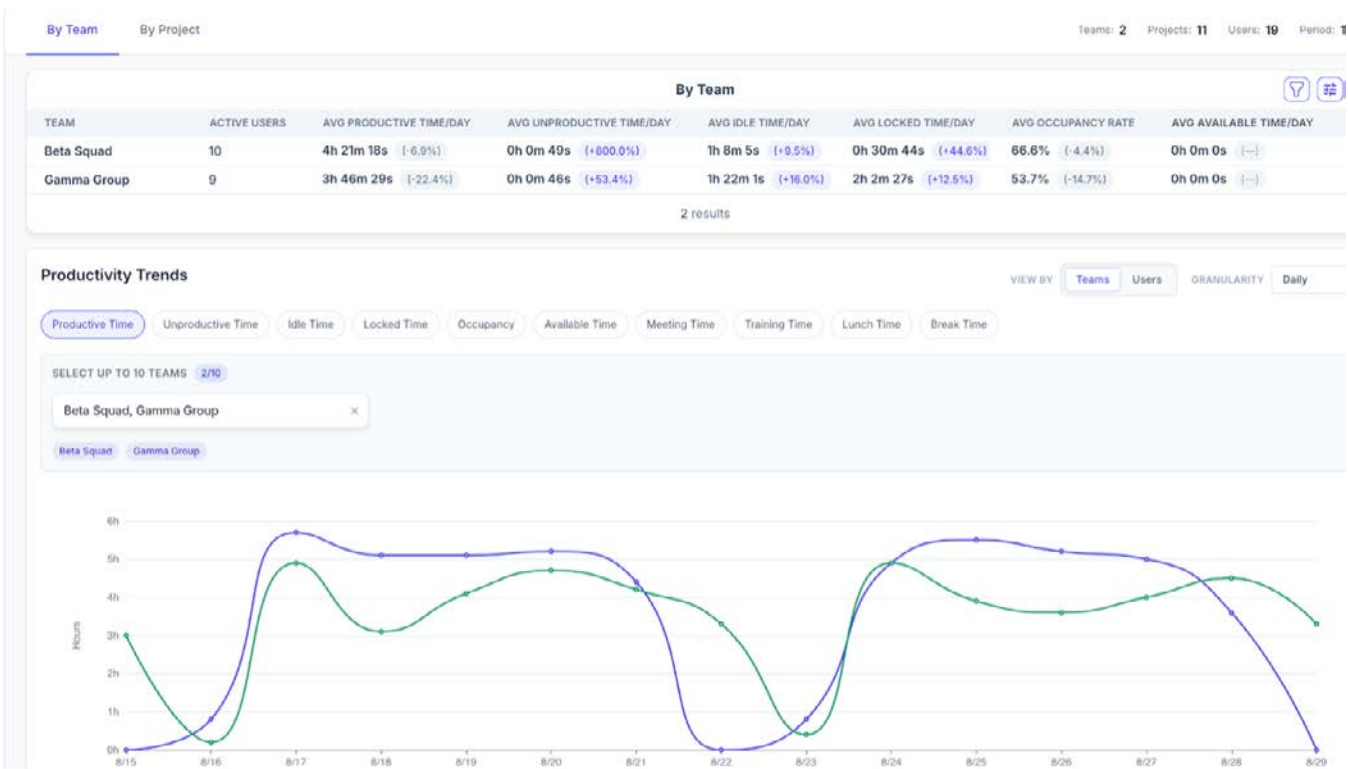 By Team By Project Teams: 2 Projects: 11 Users: 19 Period:
By Team
TEAM ACTIVE USERS AVG PRODUCTIVE TIME/DAY AVG UNPRODUCTIVE TIME/DAY AVG IDLE TIME/DAY AVG LOCKED TIME/DAY AVG OCCUPANCY RATE AVG AVAILABLE TIME/DAY
Beta Squad 10 4h 21m 18s (-6.9%) 0h 0m 49s (+800.0%) 1h 8m 5s (+9.5%) 0h 30m 44s (+44.6%) 66.6% (-4.4%) 0h 0m 0s (—)
Gamma Group 9 3h 46m 29s (-22.4%) 0h 0m 46s (+53.4%) 1h 22m 1s (+16.0%) 2h 2m 27s (+12.5%) 53.7% (-14.7%) 0h 0m 0s (—)
2 results
Productivity Trends VIEW BY Teams Users GRANULARITY Daily
Productive Time Unproductive Time Idle Time Locked Time Occupancy Available Time Meeting Time Training Time Lunch Time Break Time
SELECT UP TO 10 TEAMS 2/10
Beta Squad, Gamma Group ×
Beta Squad Gamma Group
6h
5h
4h
3h
2h
1h
0h
Hours
8/15 8/16 8/17 8/18 8/19 8/20 8/21 8/22 8/23 8/24 8/25 8/26 8/27 8/28 8/29